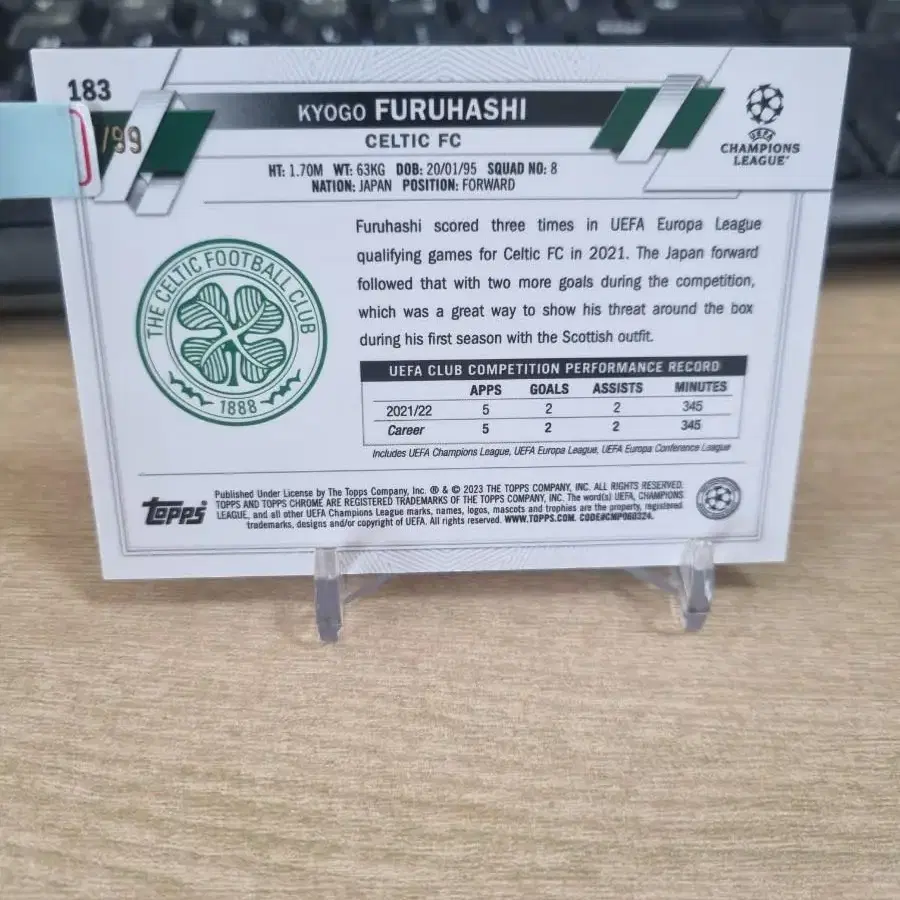 183
/99
KYOGO FURUHASHI
CELTIC FC
HT: 1.70M WT: 63KG DOB: 20/01/95 SQUAD NO: 8
NATION: JAPAN POSITION: FORWARD
UEFA
CHAMPIONS
LEAGUE
THE CELTIC FOOTBALL CLUB
1888
Furuhashi scored three times in UEFA Europa League
qualifying games for Celtic FC in 2021. The Japan forward
followed that with two more goals during the competition,
which was a great way to show his threat around the box
during his first season with the Scottish outfit.
UEFA CLUB COMPETITION PERFORMANCE RECORD
APPS GOALS ASSISTS MINUTES
2021/22 5 2 2 345
Career 5 2 2 345
Includes UEFA Champions League, UEFA Europa League, UEFA Europa Conference League
Topps
Published Under License by The Topps Company, Inc. ® & © 2023 THE TOPPS COMPANY, INC. ALL RIGHTS RESERVED.
TOPPS AND TOPPS CHROME ARE REGISTERED TRADEMARKS OF THE TOPPS COMPANY, INC. The word(s) UEFA, CHAMPIONS
LEAGUE, and all other UEFA Champions League marks, names, logos, mascots and trophies are the property, registered
trademarks, designs and/or copyright of UEFA. All rights reserved. WWW.TOPPS.COM. CODE#CMP060324.